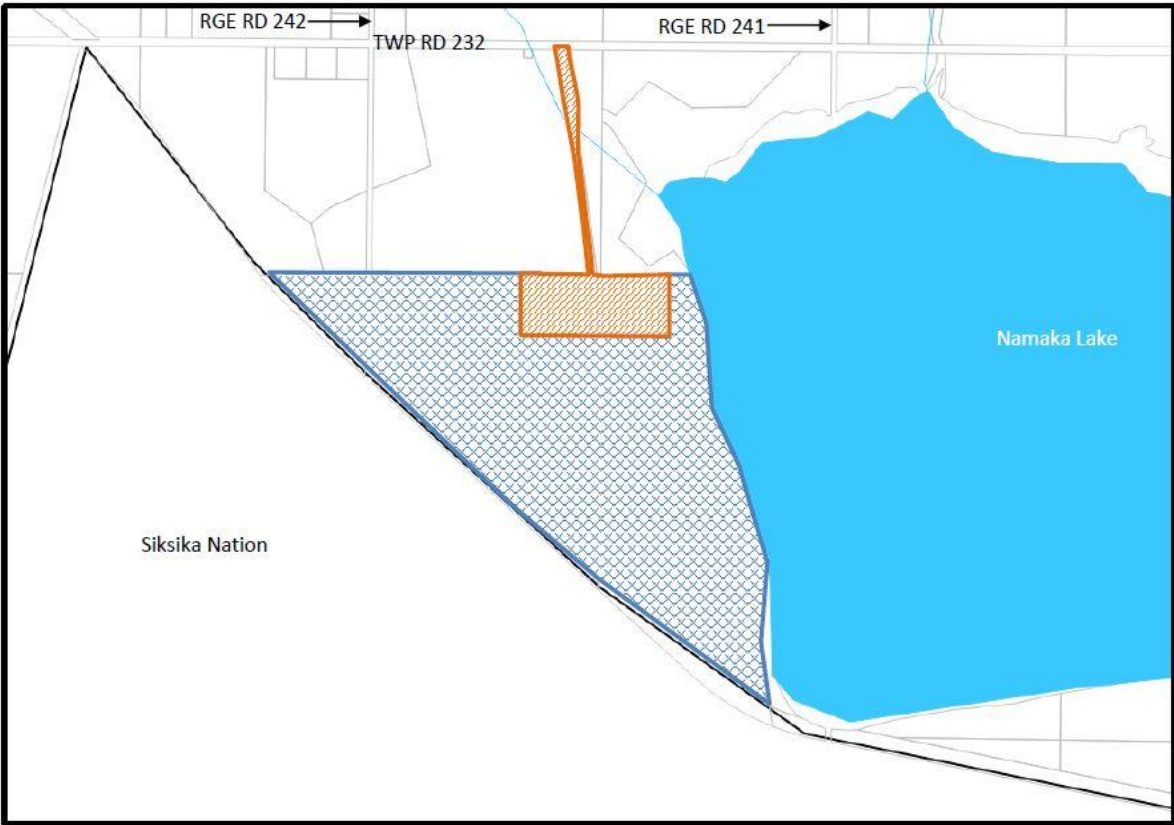 RGE RD 242
RGE RD 241
TWP RD 232
Namaka Lake
Siksika Nation